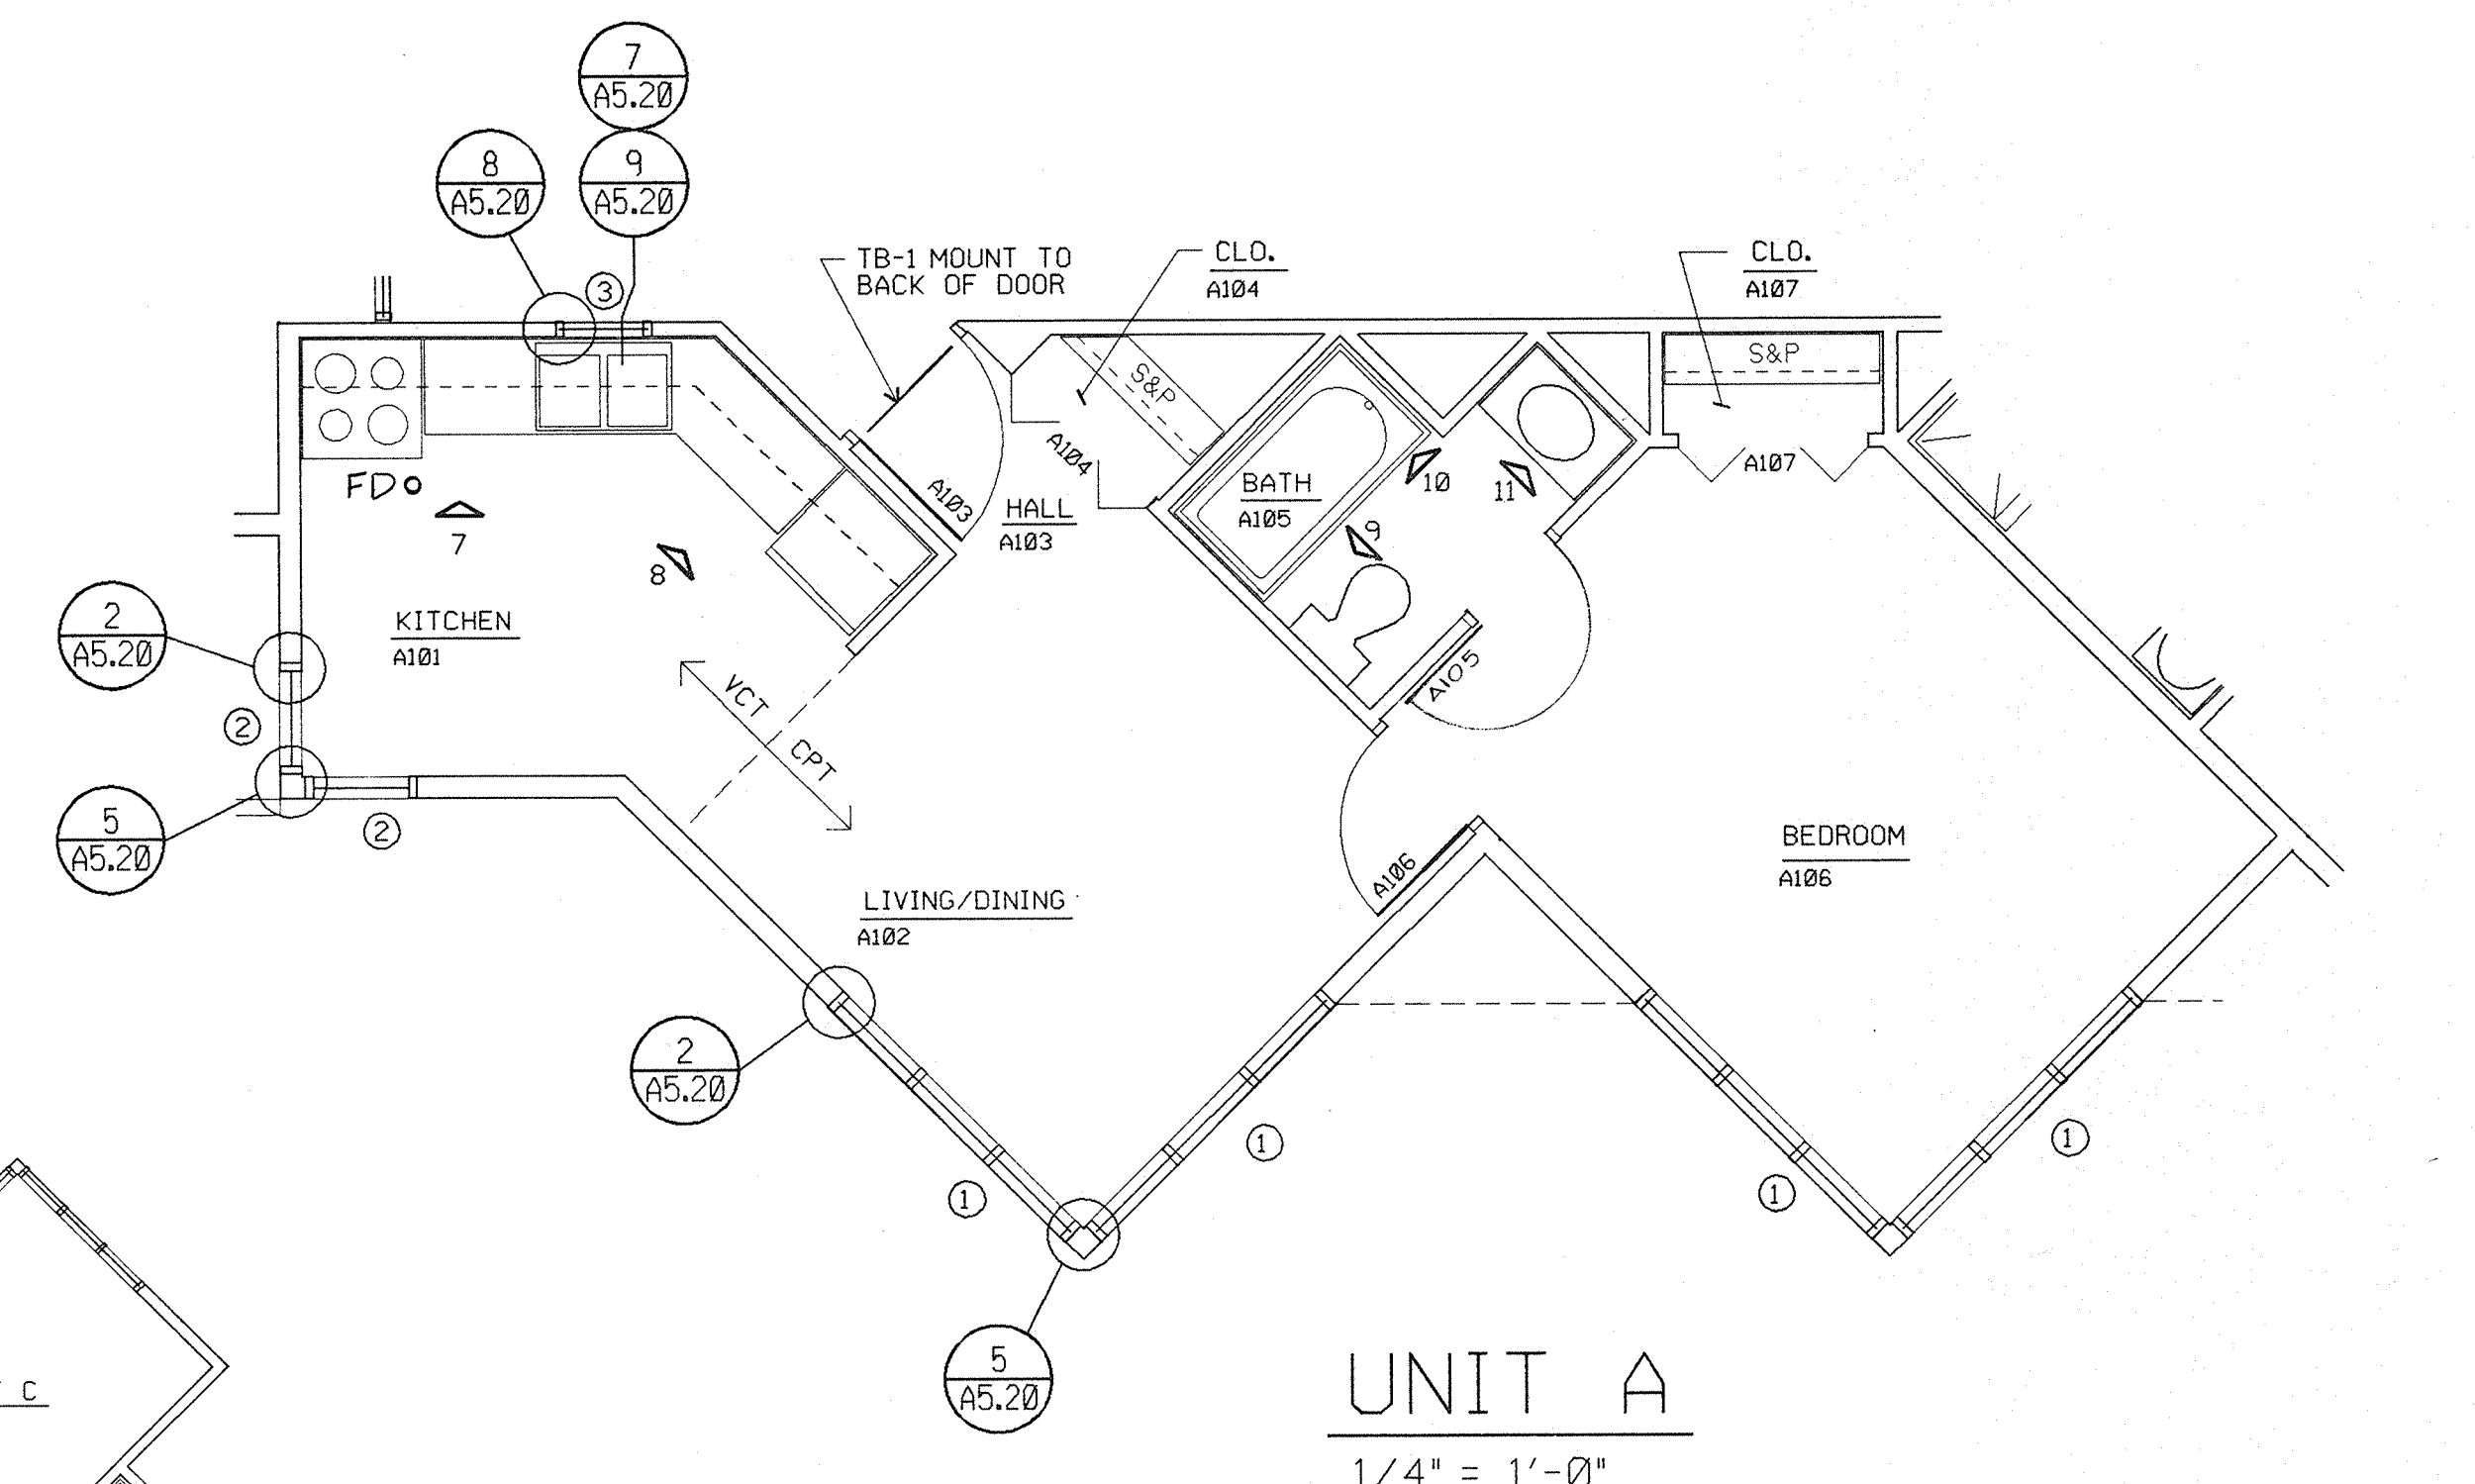 7
A5.20
8
A5.20
9
A5.20
TB-1 MOUNT TO
BACK OF DOOR
CLO.
A104
CLO.
A107
3
S&P
S&P
A104
A107
FD
7
8
A103
HALL
A103
BATH
A105
10
11
9
2
A5.20
KITCHEN
A101
VCT
CPT
A105
2
5
A5.20
2
BEDROOM
A106
A106
LIVING/DINING
A102
2
A5.20
1
1
1
1
5
A5.20
C
UNIT A
1/4" = 1'-0"